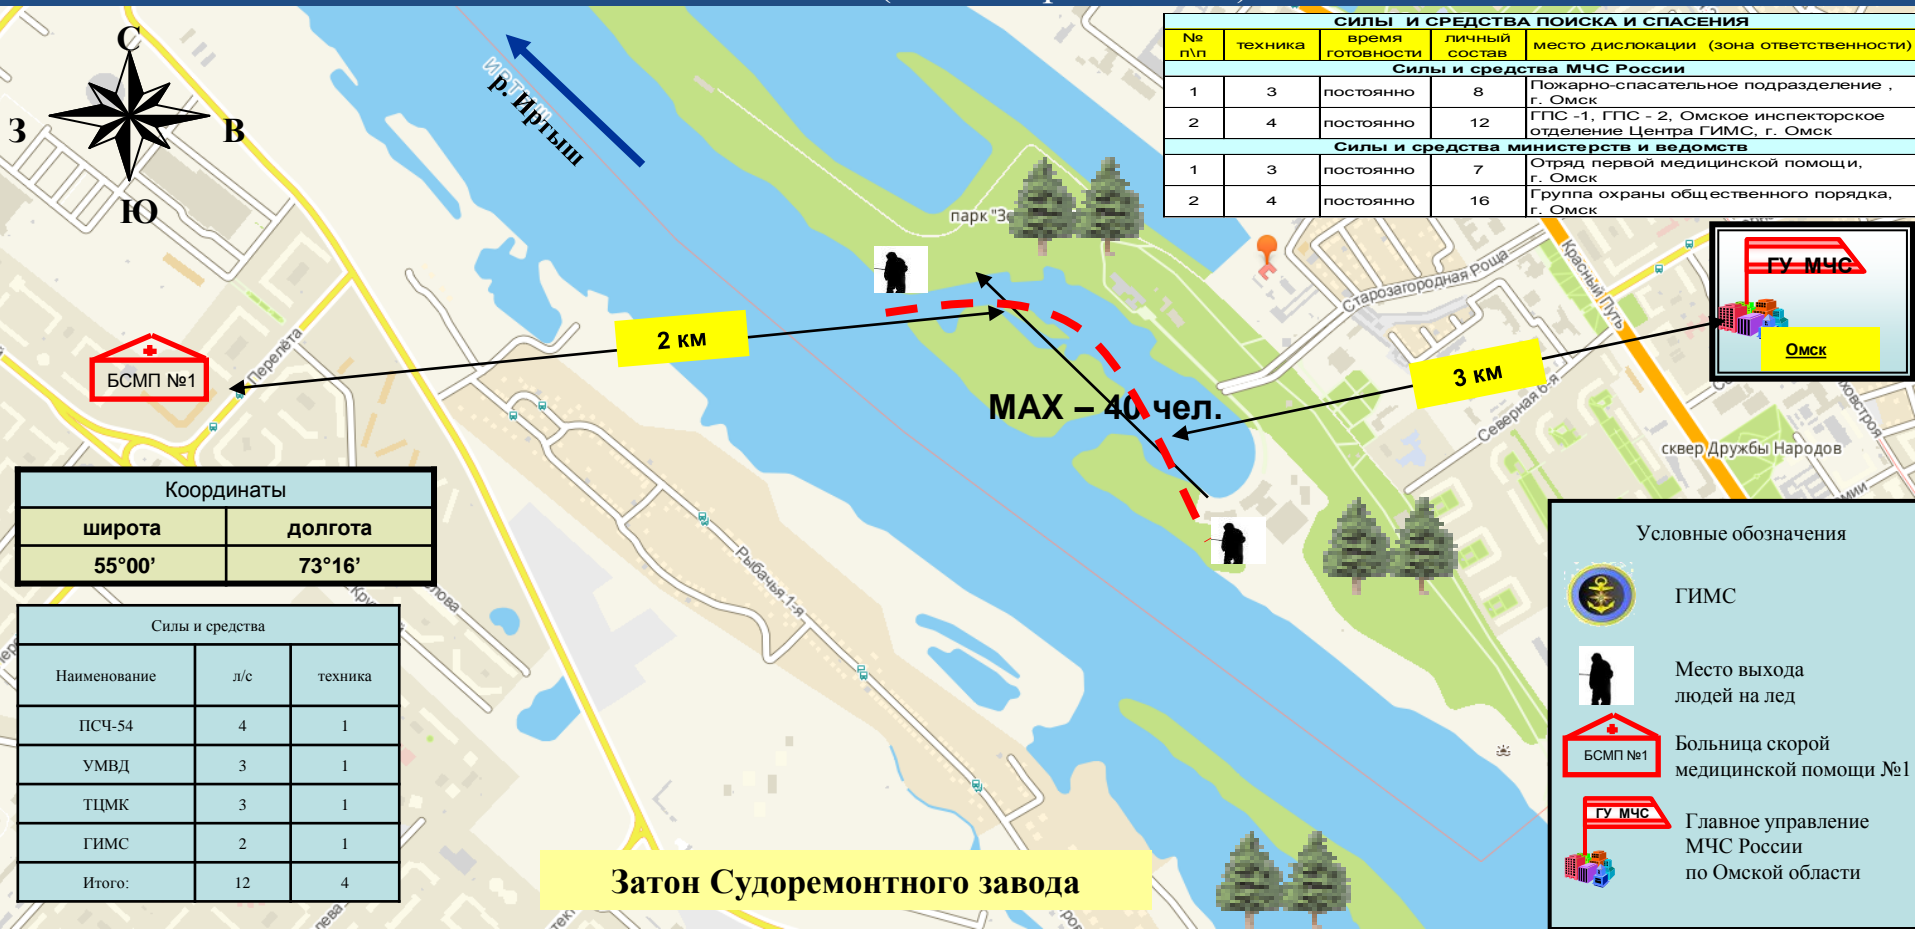 СИЛЫ И СРЕДСТВА ПОИСКА И СПАСЕНИЯ
№ п\п техника время готовности личный состав место дислокации (зона ответственности)
Силы и средства МЧС России
1 3 постоянно 8 Пожарно-спасательное подразделение , г. Омск
2 4 постоянно 12 ГПС -1, ГПС - 2, Омское инспекторское отделение Центра ГИМС, г. Омск
Силы и средства министерств и ведомств
1 3 постоянно 7 Отряд первой медицинской помощи, г. Омск
2 4 постоянно 16 Группа охраны общественного порядка, г. Омск
С
З
В
Ю
р. Иртыш
парк
Старозагородная Роща
Красный Путь
ГУ МЧС
Омск
2 км
3 км
БСМП №1
Перелёта
MAX – 40 чел.
Северная 6-я
сквер Дружбы Народов
Координаты
широта долгота
55°00’ 73°16’
Рыбачья 1-я
Силы и средства
Наименование л/с техника
ПСЧ-54 4 1
УМВД 3 1
ТЦМК 3 1
ГИМС 2 1
Итого: 12 4
Затон Судоремонтного завода
Условные обозначения
ГИМС
Место выхода
людей на лед
БСМП №1
Больница скорой
медицинской помощи №1
ГУ МЧС
Главное управление
МЧС России
по Омской области